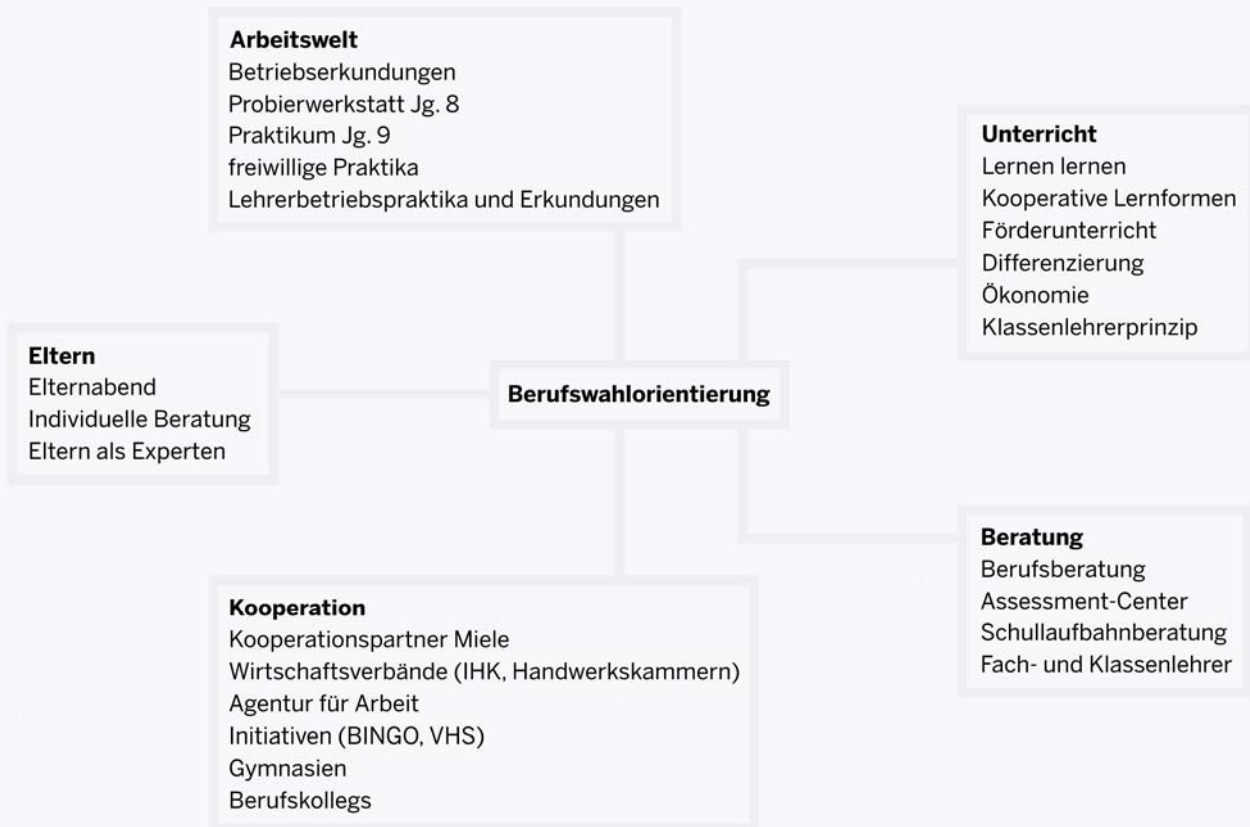 Arbeitswelt
Betriebserkundungen
Probierwerkstatt Jg. 8
Praktikum Jg. 9
freiwillige Praktika
Lehrerbetriebspraktika und Erkundungen
Unterricht
Lernen lernen
Kooperative Lernformen
Förderunterricht
Differenzierung
Ökonomie
Klassenlehrerprinzip
Eltern
Elternabend
Individuelle Beratung
Eltern als Experten
Berufswahlorientierung
Beratung
Berufsberatung
Assessment-Center
Schullaufbahnberatung
Fach- und Klassenlehrer
Kooperation
Kooperationspartner Miele
Wirtschaftsverbände (IHK, Handwerkskammern)
Agentur für Arbeit
Initiativen (BINGO, VHS)
Gymnasien
Berufskollegs